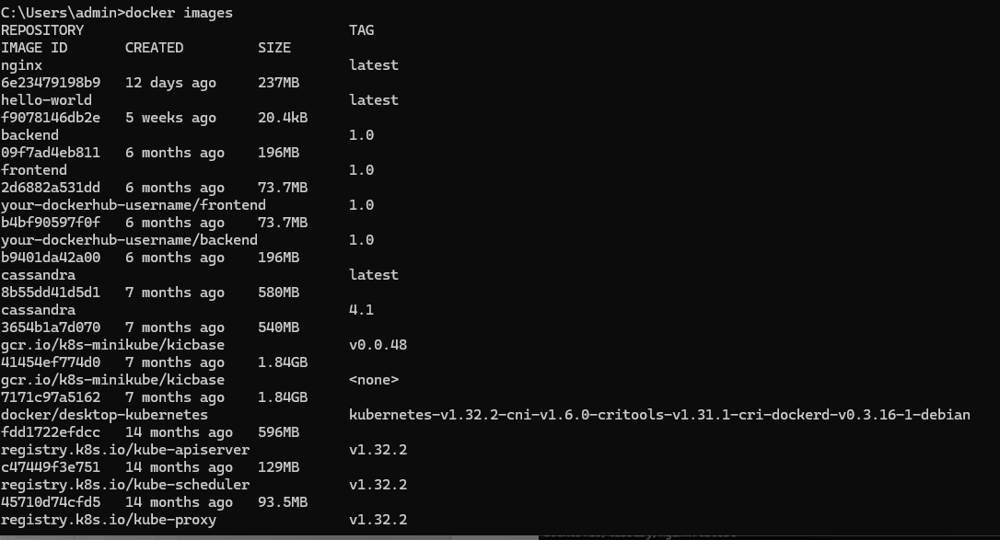 C:\Users\admin>docker images
REPOSITORY TAG
IMAGE ID CREATED SIZE
nginx latest
6e23479198b9 12 days ago 237MB
hello-world latest
f9078146db2e 5 weeks ago 20.4kB
backend 1.0
09f7ad4eb811 6 months ago 196MB
frontend 1.0
2d6882a531dd 6 months ago 73.7MB
your-dockerhub-username/frontend 1.0
b4bf90597f0f 6 months ago 73.7MB
your-dockerhub-username/backend 1.0
b9401da42a00 6 months ago 196MB
cassandra latest
8b55dd41d5d1 7 months ago 580MB
cassandra 4.1
3654b1a7d070 7 months ago 540MB
gcr.io/k8s-minikube/kicbase v0.0.48
41454ef774d0 7 months ago 1.84GB
gcr.io/k8s-minikube/kicbase <none>
7171c97a5162 7 months ago 1.84GB
docker/desktop-kubernetes kubernetes-v1.32.2-cni-v1.6.0-critools-v1.31.1-cri-dockerd-v0.3.16-1-debian
fdd1722efdcc 14 months ago 596MB
registry.k8s.io/kube-apiserver v1.32.2
c47449f3e751 14 months ago 129MB
registry.k8s.io/kube-scheduler v1.32.2
45710d74cfd5 14 months ago 93.5MB
registry.k8s.io/kube-proxy v1.32.2